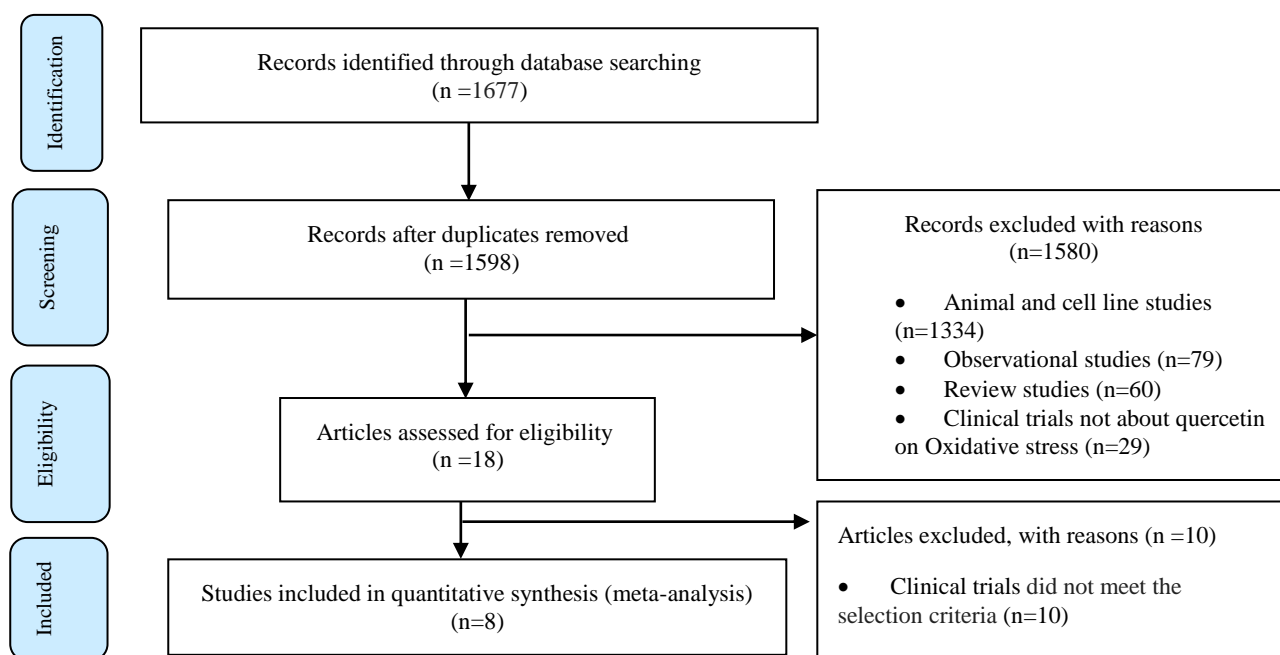 Identification
Records identified through database searching
(n =1677)
Screening
Records after duplicates removed
(n =1598)
Records excluded with reasons
(n=1580)
• Animal and cell line studies
(n=1334)
• Observational studies (n=79)
• Review studies (n=60)
• Clinical trials not about quercetin
on Oxidative stress (n=29)
Eligibility
Articles assessed for eligibility
(n =18)
Articles excluded, with reasons (n =10)
• Clinical trials did not meet the
selection criteria (n=10)
Included
Studies included in quantitative synthesis (meta-analysis)
(n=8)